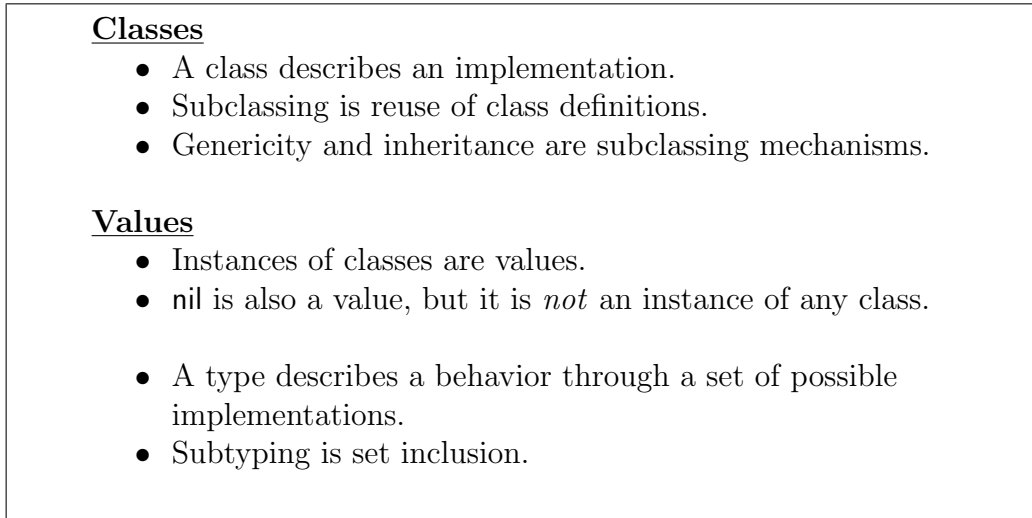 Classes
• A class describes an implementation.
• Subclassing is reuse of class definitions.
• Genericity and inheritance are subclassing mechanisms.
Values
• Instances of classes are values.
• nil is also a value, but it is not an instance of any class.
• A type describes a behavior through a set of possible
implementations.
• Subtyping is set inclusion.